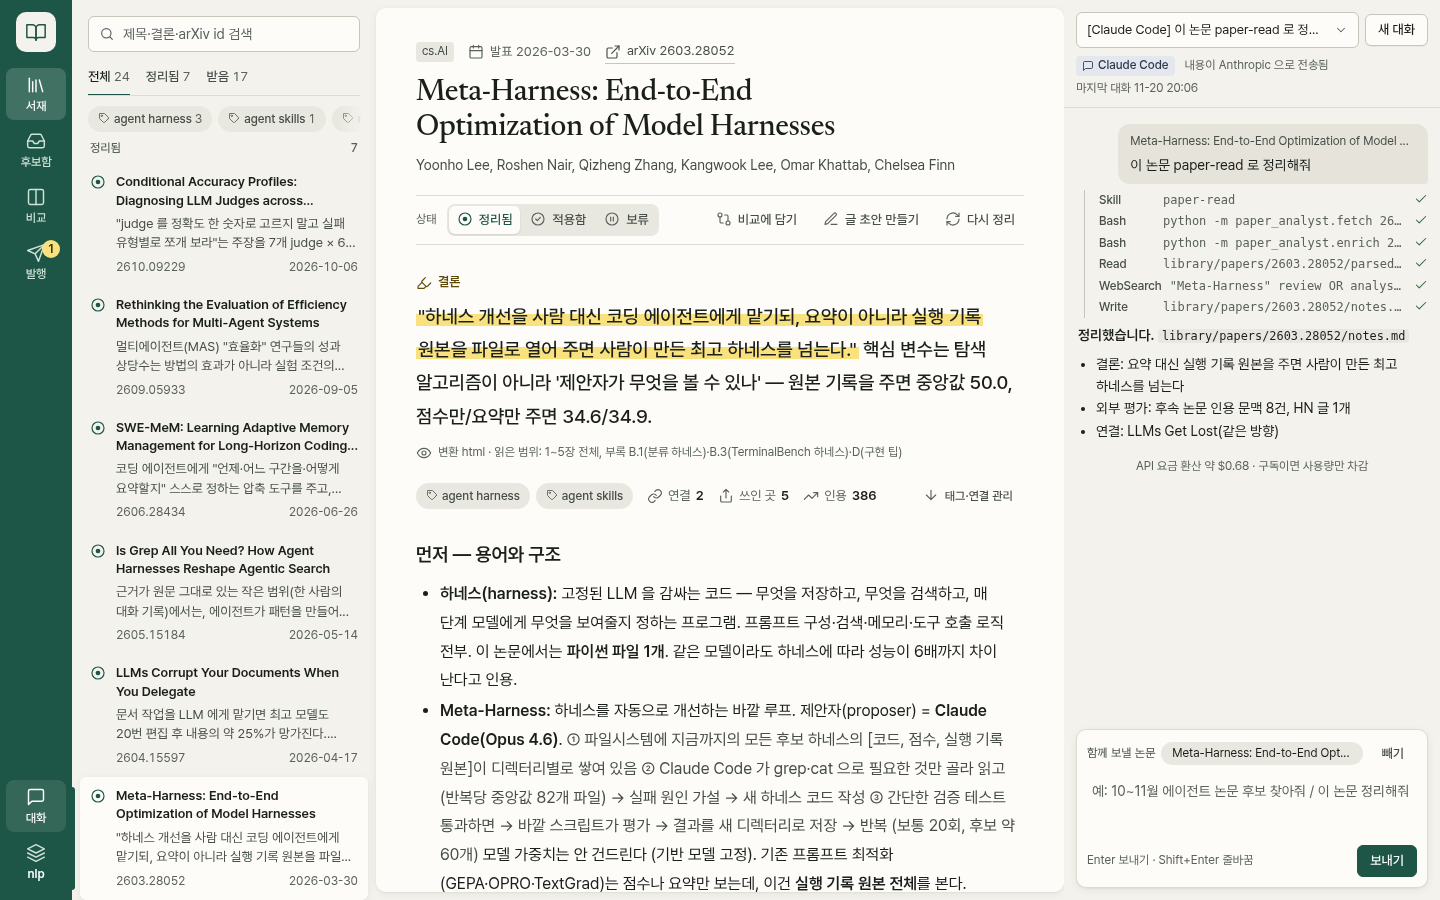 서재
후보함
비교
1
발행
대화
nlp
제목·결론·arXiv id 검색
전체 24
정리됨 7
받음 17
agent harness 3
agent skills 1
정리됨
7
Conditional Accuracy Profiles:
Diagnosing LLM Judges across...
"judge 를 정확도 한 숫자로 고르지 말고 실패
유형별로 쪼개 보라"는 주장을 7개 judge × 6...
2610.09229
2026-10-06
Rethinking the Evaluation of Efficiency
Methods for Multi-Agent Systems
멀티에이전트(MAS) "효율화" 연구들의 성과
상당수는 방법의 효과가 아니라 실험 조건의...
2609.05933
2026-09-05
SWE-MeM: Learning Adaptive Memory
Management for Long-Horizon Coding...
코딩 에이전트에게 "언제·어느 구간을·어떻게
요약할지" 스스로 정하는 압축 도구를 주고,...
2606.28434
2026-06-26
Is Grep All You Need? How Agent
Harnesses Reshape Agentic Search
근거가 원문 그대로 있는 작은 범위(한 사람의
대화 기록)에서는, 에이전트가 패턴을 만들어...
2605.15184
2026-05-14
LLMs Corrupt Your Documents When
You Delegate
문서 작업을 LLM 에게 맡기면 최고 모델도
20번 편집 후 내용의 약 25%가 망가진다....
2604.15597
2026-04-17
Meta-Harness: End-to-End
Optimization of Model Harnesses
"하네스 개선을 사람 대신 코딩 에이전트에게
맡기되, 요약이 아니라 실행 기록 원본을 파일...
2603.28052
2026-03-30
cs.AI
발표 2026-03-30
arXiv 2603.28052
Meta-Harness: End-to-End
Optimization of Model Harnesses
Yoonho Lee, Roshen Nair, Qizheng Zhang, Kangwook Lee, Omar Khattab, Chelsea Finn
상태
정리됨
적용함
보류
비교에 담기
글 초안 만들기
다시 정리
결론
"하네스 개선을 사람 대신 코딩 에이전트에게 맡기되, 요약이 아니라 실행 기록
원본을 파일로 열어 주면 사람이 만든 최고 하네스를 넘는다." 핵심 변수는 탐색
알고리즘이 아니라 '제안자가 무엇을 볼 수 있나' — 원본 기록을 주면 중앙값 50.0,
점수만/요약만 주면 34.6/34.9.
변환 html · 읽은 범위: 1~5장 전체, 부록 B.1(분류 하네스)·B.3(TerminalBench 하네스)·D(구현 팁)
agent harness
agent skills
연결 2
쓰인 곳 5
인용 386
태그·연결 관리
먼저 — 용어와 구조
• 하네스(harness): 고정된 LLM 을 감싸는 코드 — 무엇을 저장하고, 무엇을 검색하고, 매
단계 모델에게 무엇을 보여줄지 정하는 프로그램. 프롬프트 구성·검색·메모리·도구 호출 로직
전부. 이 논문에서는 파이썬 파일 1개. 같은 모델이라도 하네스에 따라 성능이 6배까지 차이
난다고 인용.
• Meta-Harness: 하네스를 자동으로 개선하는 바깥 루프. 제안자(proposer) = Claude
Code(Opus 4.6). ① 파일시스템에 지금까지의 모든 후보 하네스의 [코드, 점수, 실행 기록
원본]이 디렉터리별로 쌓여 있음 ② Claude Code 가 grep·cat 으로 필요한 것만 골라 읽고
(반복당 중앙값 82개 파일) → 실패 원인 가설 → 새 하네스 코드 작성 ③ 간단한 검증 테스트
통과하면 → 바깥 스크립트가 평가 → 결과를 새 디렉터리로 저장 → 반복 (보통 20회, 후보 약
60개) 모델 가중치는 안 건드린다 (기반 모델 고정). 기존 프롬프트 최적화
(GEPA·OPRO·TextGrad)는 점수나 요약만 보는데, 이건 실행 기록 원본 전체를 본다.
[Claude Code] 이 논문 paper-read 로 정...
새 대화
Claude Code
내용이 Anthropic 으로 전송됨
마지막 대화 11-20 20:06
Meta-Harness: End-to-End Optimization of Model ...
이 논문 paper-read 로 정리해줘
Skill paper-read
Bash python -m paper_analyst.fetch 26…
Bash python -m paper_analyst.enrich 2…
Read library/papers/2603.28052/parsed…
WebSearch "Meta-Harness" review OR analys…
Write library/papers/2603.28052/notes.…
정리했습니다. library/papers/2603.28052/notes.md
• 결론: 요약 대신 실행 기록 원본을 주면 사람이 만든 최고
하네스를 넘는다
• 외부 평가: 후속 논문 인용 문맥 8건, HN 글 1개
• 연결: LLMs Get Lost(같은 방향)
API 요금 환산 약 $0.68 · 구독이면 사용량만 차감
함께 보낼 논문
Meta-Harness: End-to-End Opt...
빼기
예: 10~11월 에이전트 논문 후보 찾아줘 / 이 논문 정리해줘
Enter 보내기 · Shift+Enter 줄바꿈
보내기